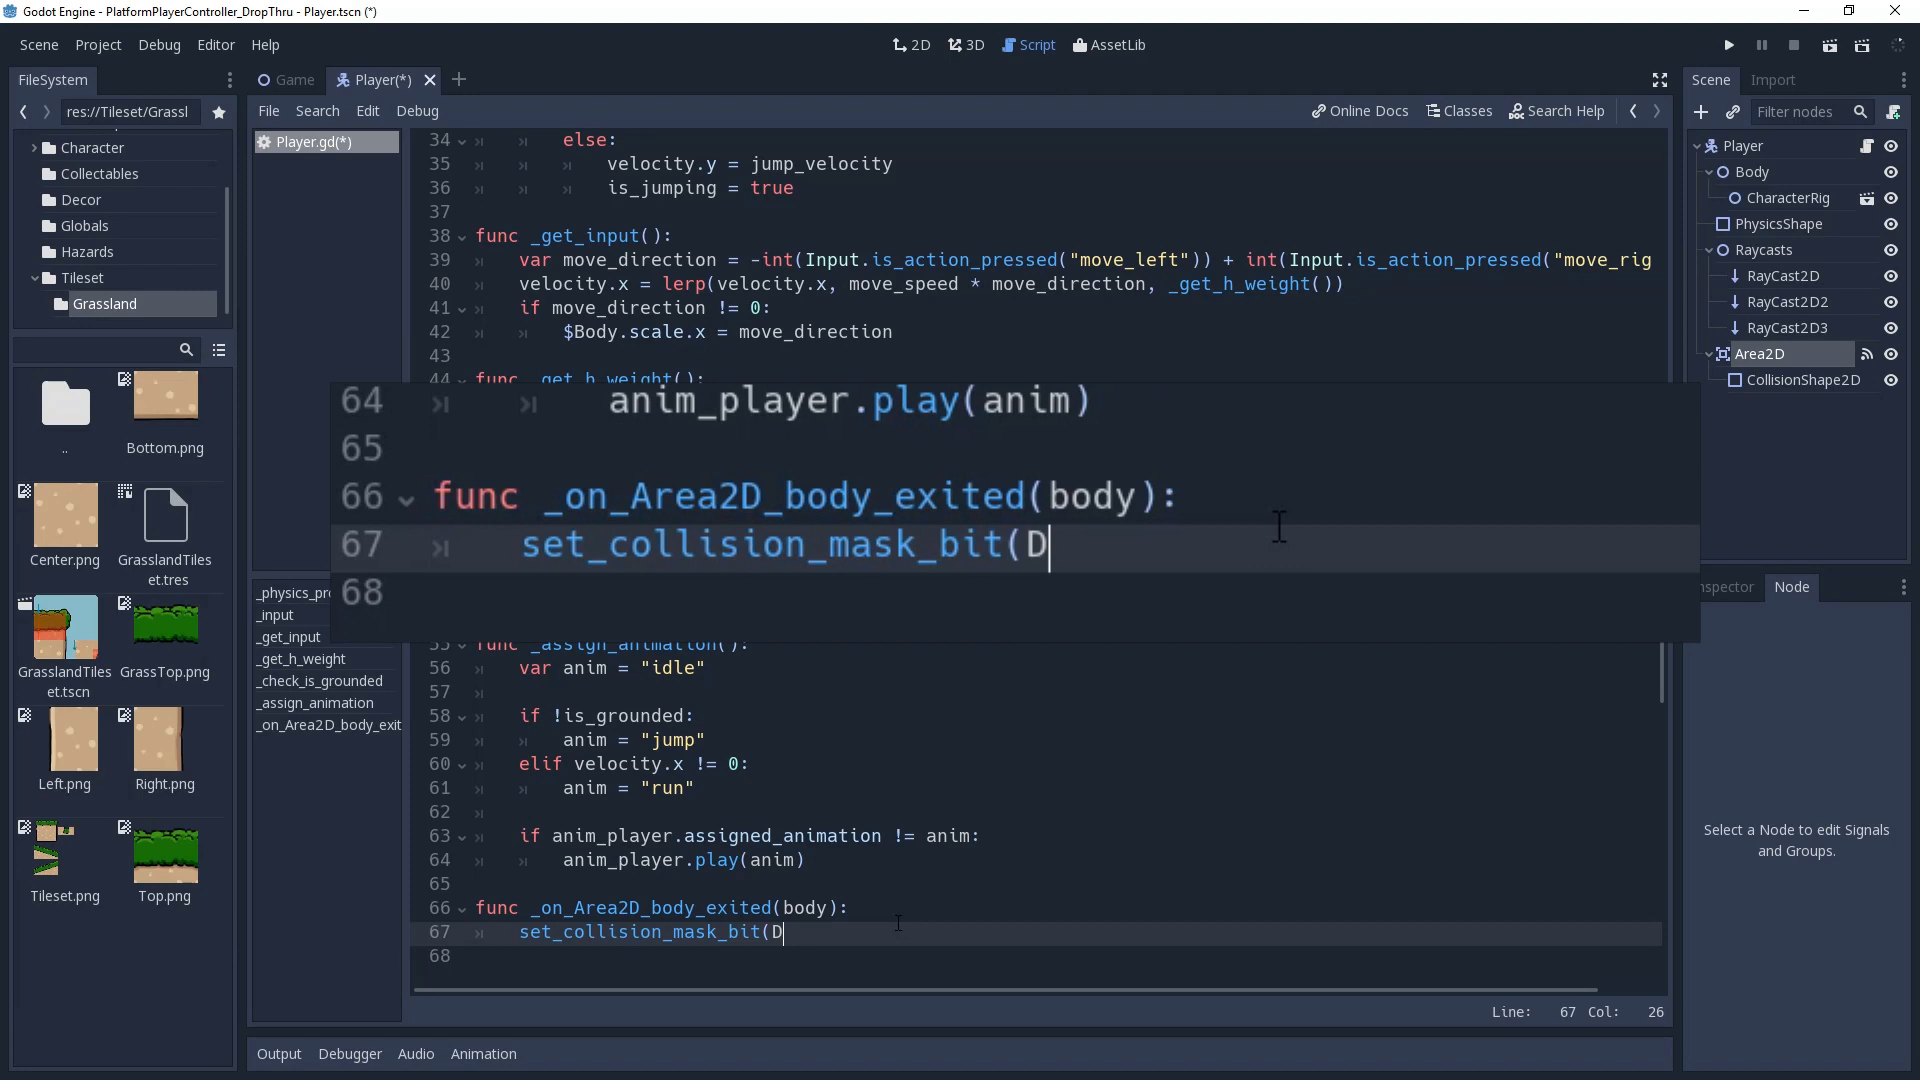 Godot Engine - PlatformPlayerController_DropThru - Player.tscn (*)
Scene Project Debug Editor Help
2D 3D Script AssetLib
FileSystem
Game Player(*)
Scene Import
res://Tileset/Grassl
File Search Edit Debug
Online Docs Classes Search Help
Filter nodes
Character
Collectables
Decor
Globals
Hazards
Tileset
Grassland
..
Bottom.png
Center.png
GrasslandTiles
et.tres
GrasslandTiles
et.tscn
GrassTop.png
Left.png
Right.png
Tileset.png
Top.png
Player.gd(*)
_input
_get_input
_get_h_weight
_check_is_grounded
_assign_animation
_on_Area2D_body_exit
34 else:
35 velocity.y = jump_velocity
36 is_jumping = true
37
38 func _get_input():
39 var move_direction = -int(Input.is_action_pressed("move_left")) + int(Input.is_action_pressed("move_rig
40 velocity.x = lerp(velocity.x, move_speed * move_direction, _get_h_weight())
41 if move_direction != 0:
42 $Body.scale.x = move_direction
43
44 func _get_h_weight():
64 anim_player.play(anim)
65
66 func _on_Area2D_body_exited(body):
67 set_collision_mask_bit(D
68
55 func _assign_animation():
56 var anim = "idle"
57
58 if !is_grounded:
59 anim = "jump"
60 elif velocity.x != 0:
61 anim = "run"
62
63 if anim_player.assigned_animation != anim:
64 anim_player.play(anim)
65
66 func _on_Area2D_body_exited(body):
67 set_collision_mask_bit(D
68
Line: 67 Col: 26
Output Debugger Audio Animation
Player
Body
CharacterRig
PhysicsShape
Raycasts
RayCast2D
RayCast2D2
RayCast2D3
Area2D
CollisionShape2D
Node
Select a Node to edit Signals
and Groups.